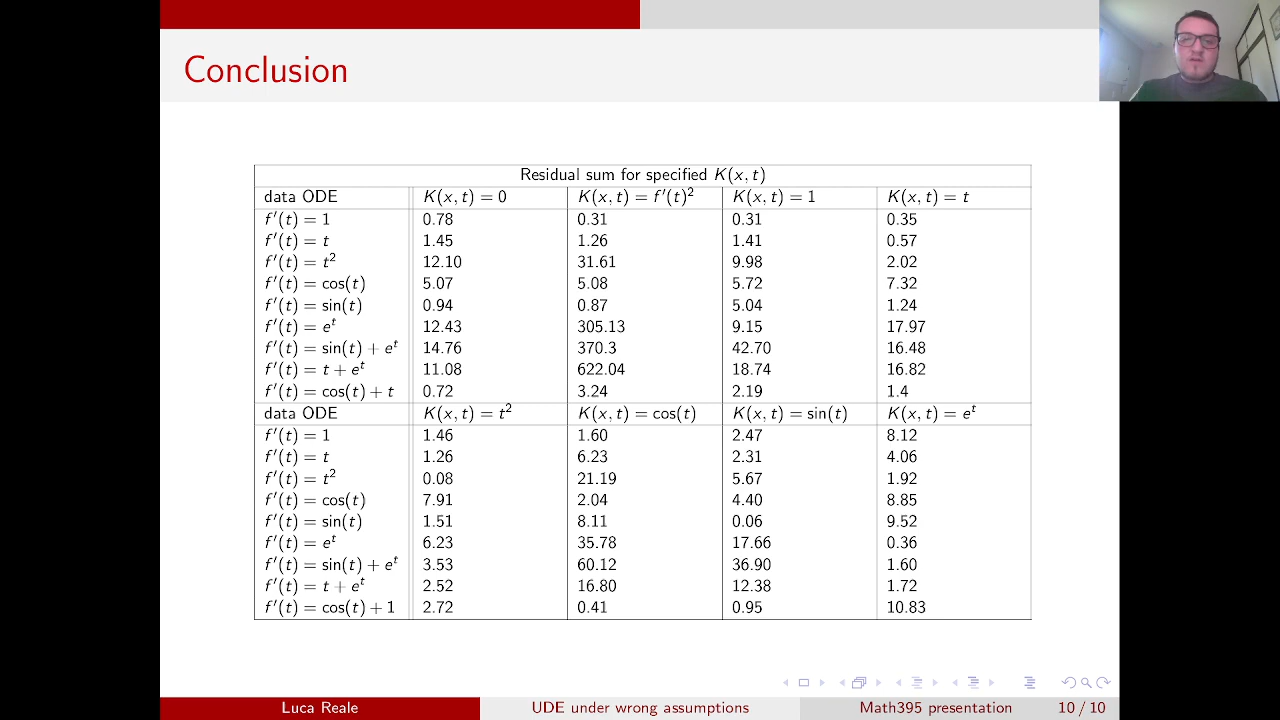 Conclusion
Residual sum for specified K(x, t)
data ODE K(x, t) = 0 K(x, t) = f′(t)² K(x, t) = 1 K(x, t) = t
f′(t) = 1 0.78 0.31 0.31 0.35
f′(t) = t 1.45 1.26 1.41 0.57
f′(t) = t² 12.10 31.61 9.98 2.02
f′(t) = cos(t) 5.07 5.08 5.72 7.32
f′(t) = sin(t) 0.94 0.87 5.04 1.24
f′(t) = eᵗ 12.43 305.13 9.15 17.97
f′(t) = sin(t) + eᵗ 14.76 370.3 42.70 16.48
f′(t) = t + eᵗ 11.08 622.04 18.74 16.82
f′(t) = cos(t) + t 0.72 3.24 2.19 1.4
data ODE K(x, t) = t² K(x, t) = cos(t) K(x, t) = sin(t) K(x, t) = eᵗ
f′(t) = 1 1.46 1.60 2.47 8.12
f′(t) = t 1.26 6.23 2.31 4.06
f′(t) = t² 0.08 21.19 5.67 1.92
f′(t) = cos(t) 7.91 2.04 4.40 8.85
f′(t) = sin(t) 1.51 8.11 0.06 9.52
f′(t) = eᵗ 6.23 35.78 17.66 0.36
f′(t) = sin(t) + eᵗ 3.53 60.12 36.90 1.60
f′(t) = t + eᵗ 2.52 16.80 12.38 1.72
f′(t) = cos(t) + 1 2.72 0.41 0.95 10.83
Luca Reale UDE under wrong assumptions Math395 presentation 10 / 10